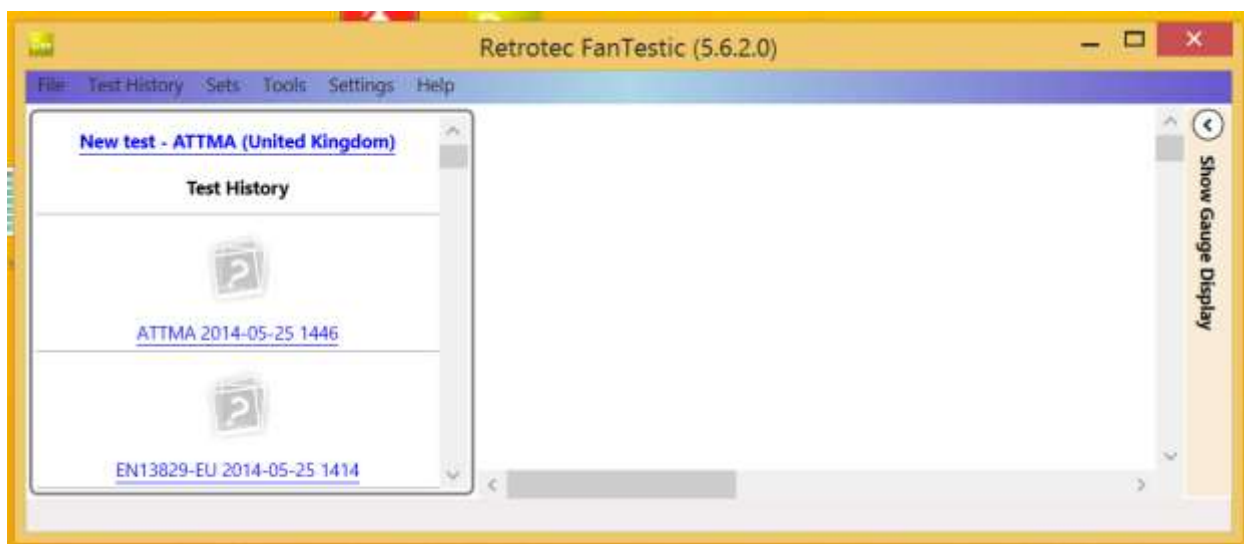 Retrotec FanTestic (5.6.2.0)
File Test History Sets Tools Settings Help
New test - ATTMA (United Kingdom)
Test History
ATTMA 2014-05-25 1446
EN13829-EU 2014-05-25 1414
Show Gauge Display